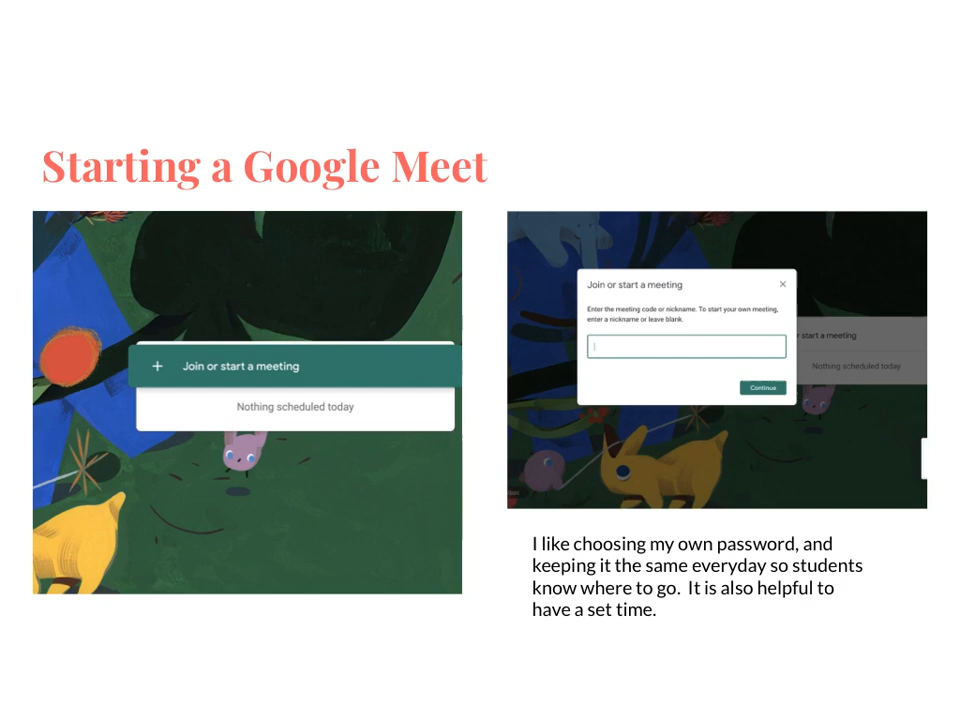 Starting a Google Meet
+ Join or start a meeting
Nothing scheduled today
Join or start a meeting ×
Enter the meeting code or nickname. To start your own meeting,
enter a nickname or leave blank.
Continue
r start a meeting
Nothing scheduled today
I like choosing my own password, and
keeping it the same everyday so students
know where to go. It is also helpful to
have a set time.